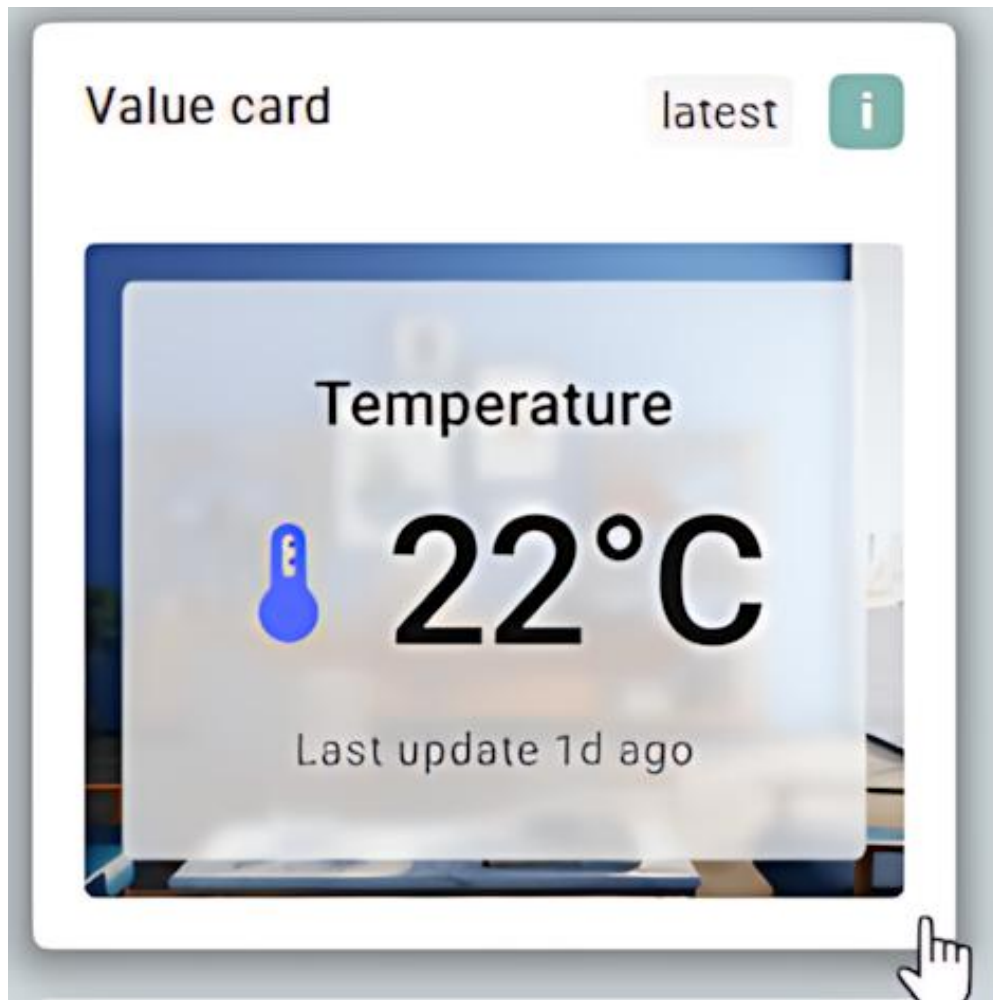 Value card
latest
i
Temperature
22°C
Last update 1d ago